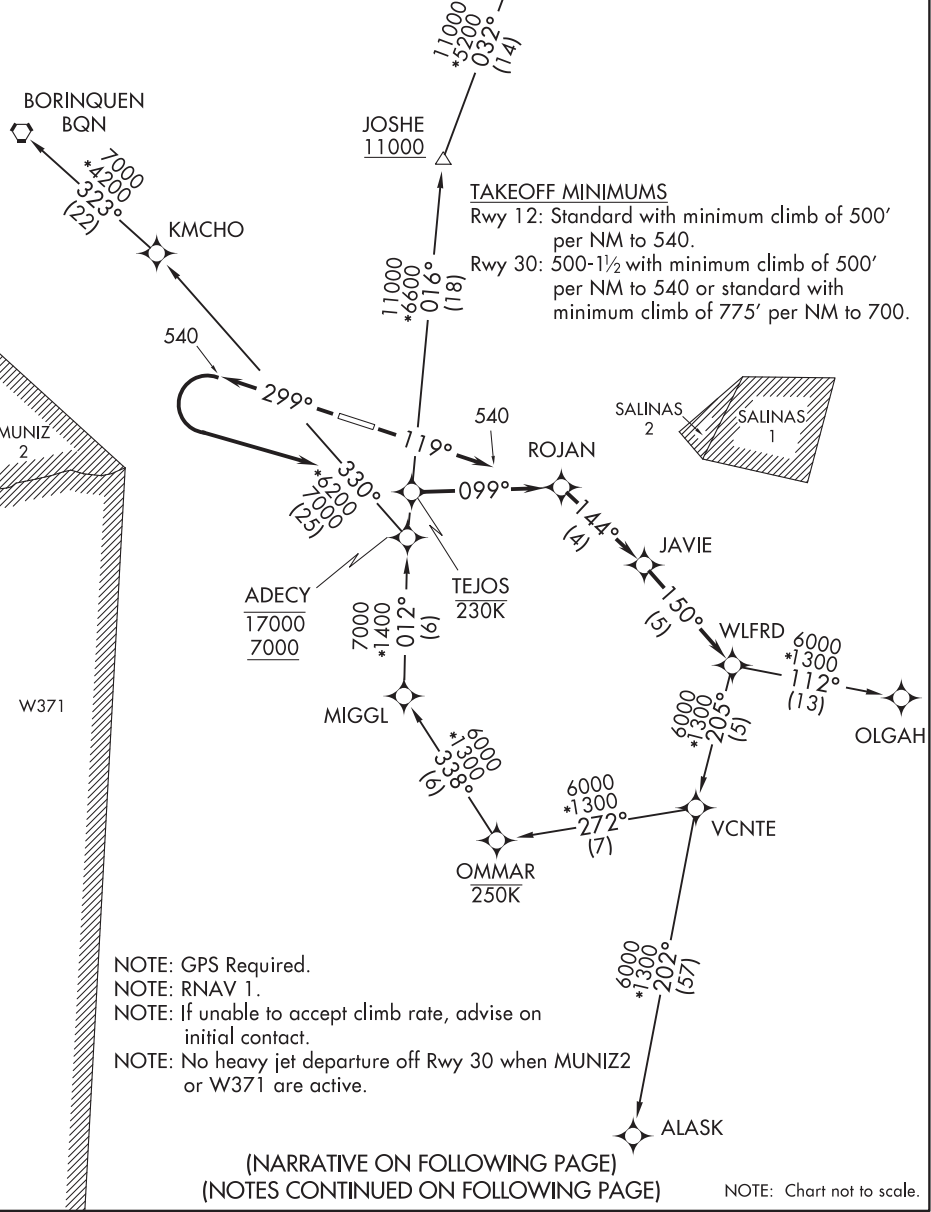 11000
*5200
032°
(14)
BORINQUEN
BQN
7000
*4200
323°
(22)
JOSHE
11000
KMCHO
TAKEOFF MINIMUMS
Rwy 12: Standard with minimum climb of 500'
per NM to 540.
Rwy 30: 500-1½ with minimum climb of 500'
per NM to 540 or standard with
minimum climb of 775' per NM to 700.
11000
*6600
016°
(18)
540
299°
119°
540
SALINAS
2
SALINAS
1
MUNIZ
2
ROJAN
330°
*6200
7000
(25)
099°
144°
(4)
JAVIE
ADECY
17000
7000
TEJOS
230K
7000
*1400
012°
(6)
150°
(5)
WLFRD
6000
*1300
112°
(13)
OLGAH
W371
MIGGL
6000
*1300
205°
(5)
6000
*1300
338°
(6)
6000
*1300
272°
(7)
VCNTE
OMMAR
250K
6000
*1300
202°
(57)
NOTE: GPS Required.
NOTE: RNAV 1.
NOTE: If unable to accept climb rate, advise on
initial contact.
NOTE: No heavy jet departure off Rwy 30 when MUNIZ2
or W371 are active.
ALASK
(NARRATIVE ON FOLLOWING PAGE)
(NOTES CONTINUED ON FOLLOWING PAGE)
NOTE: Chart not to scale.